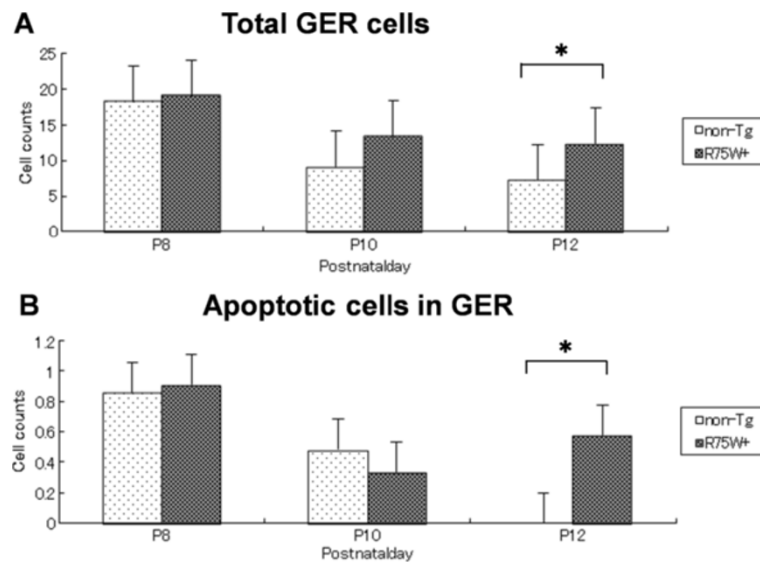 A Total GER cells
25
20
15
10
5
0
Cell counts
*
P8 P10 P12
Postnatalday
non-Tg
R75W+
B Apoptotic cells in GER
1.2
1
0.8
0.6
0.4
0.2
0
Cell counts
*
P8 P10 P12
Postnatalday
non-Tg
R75W+